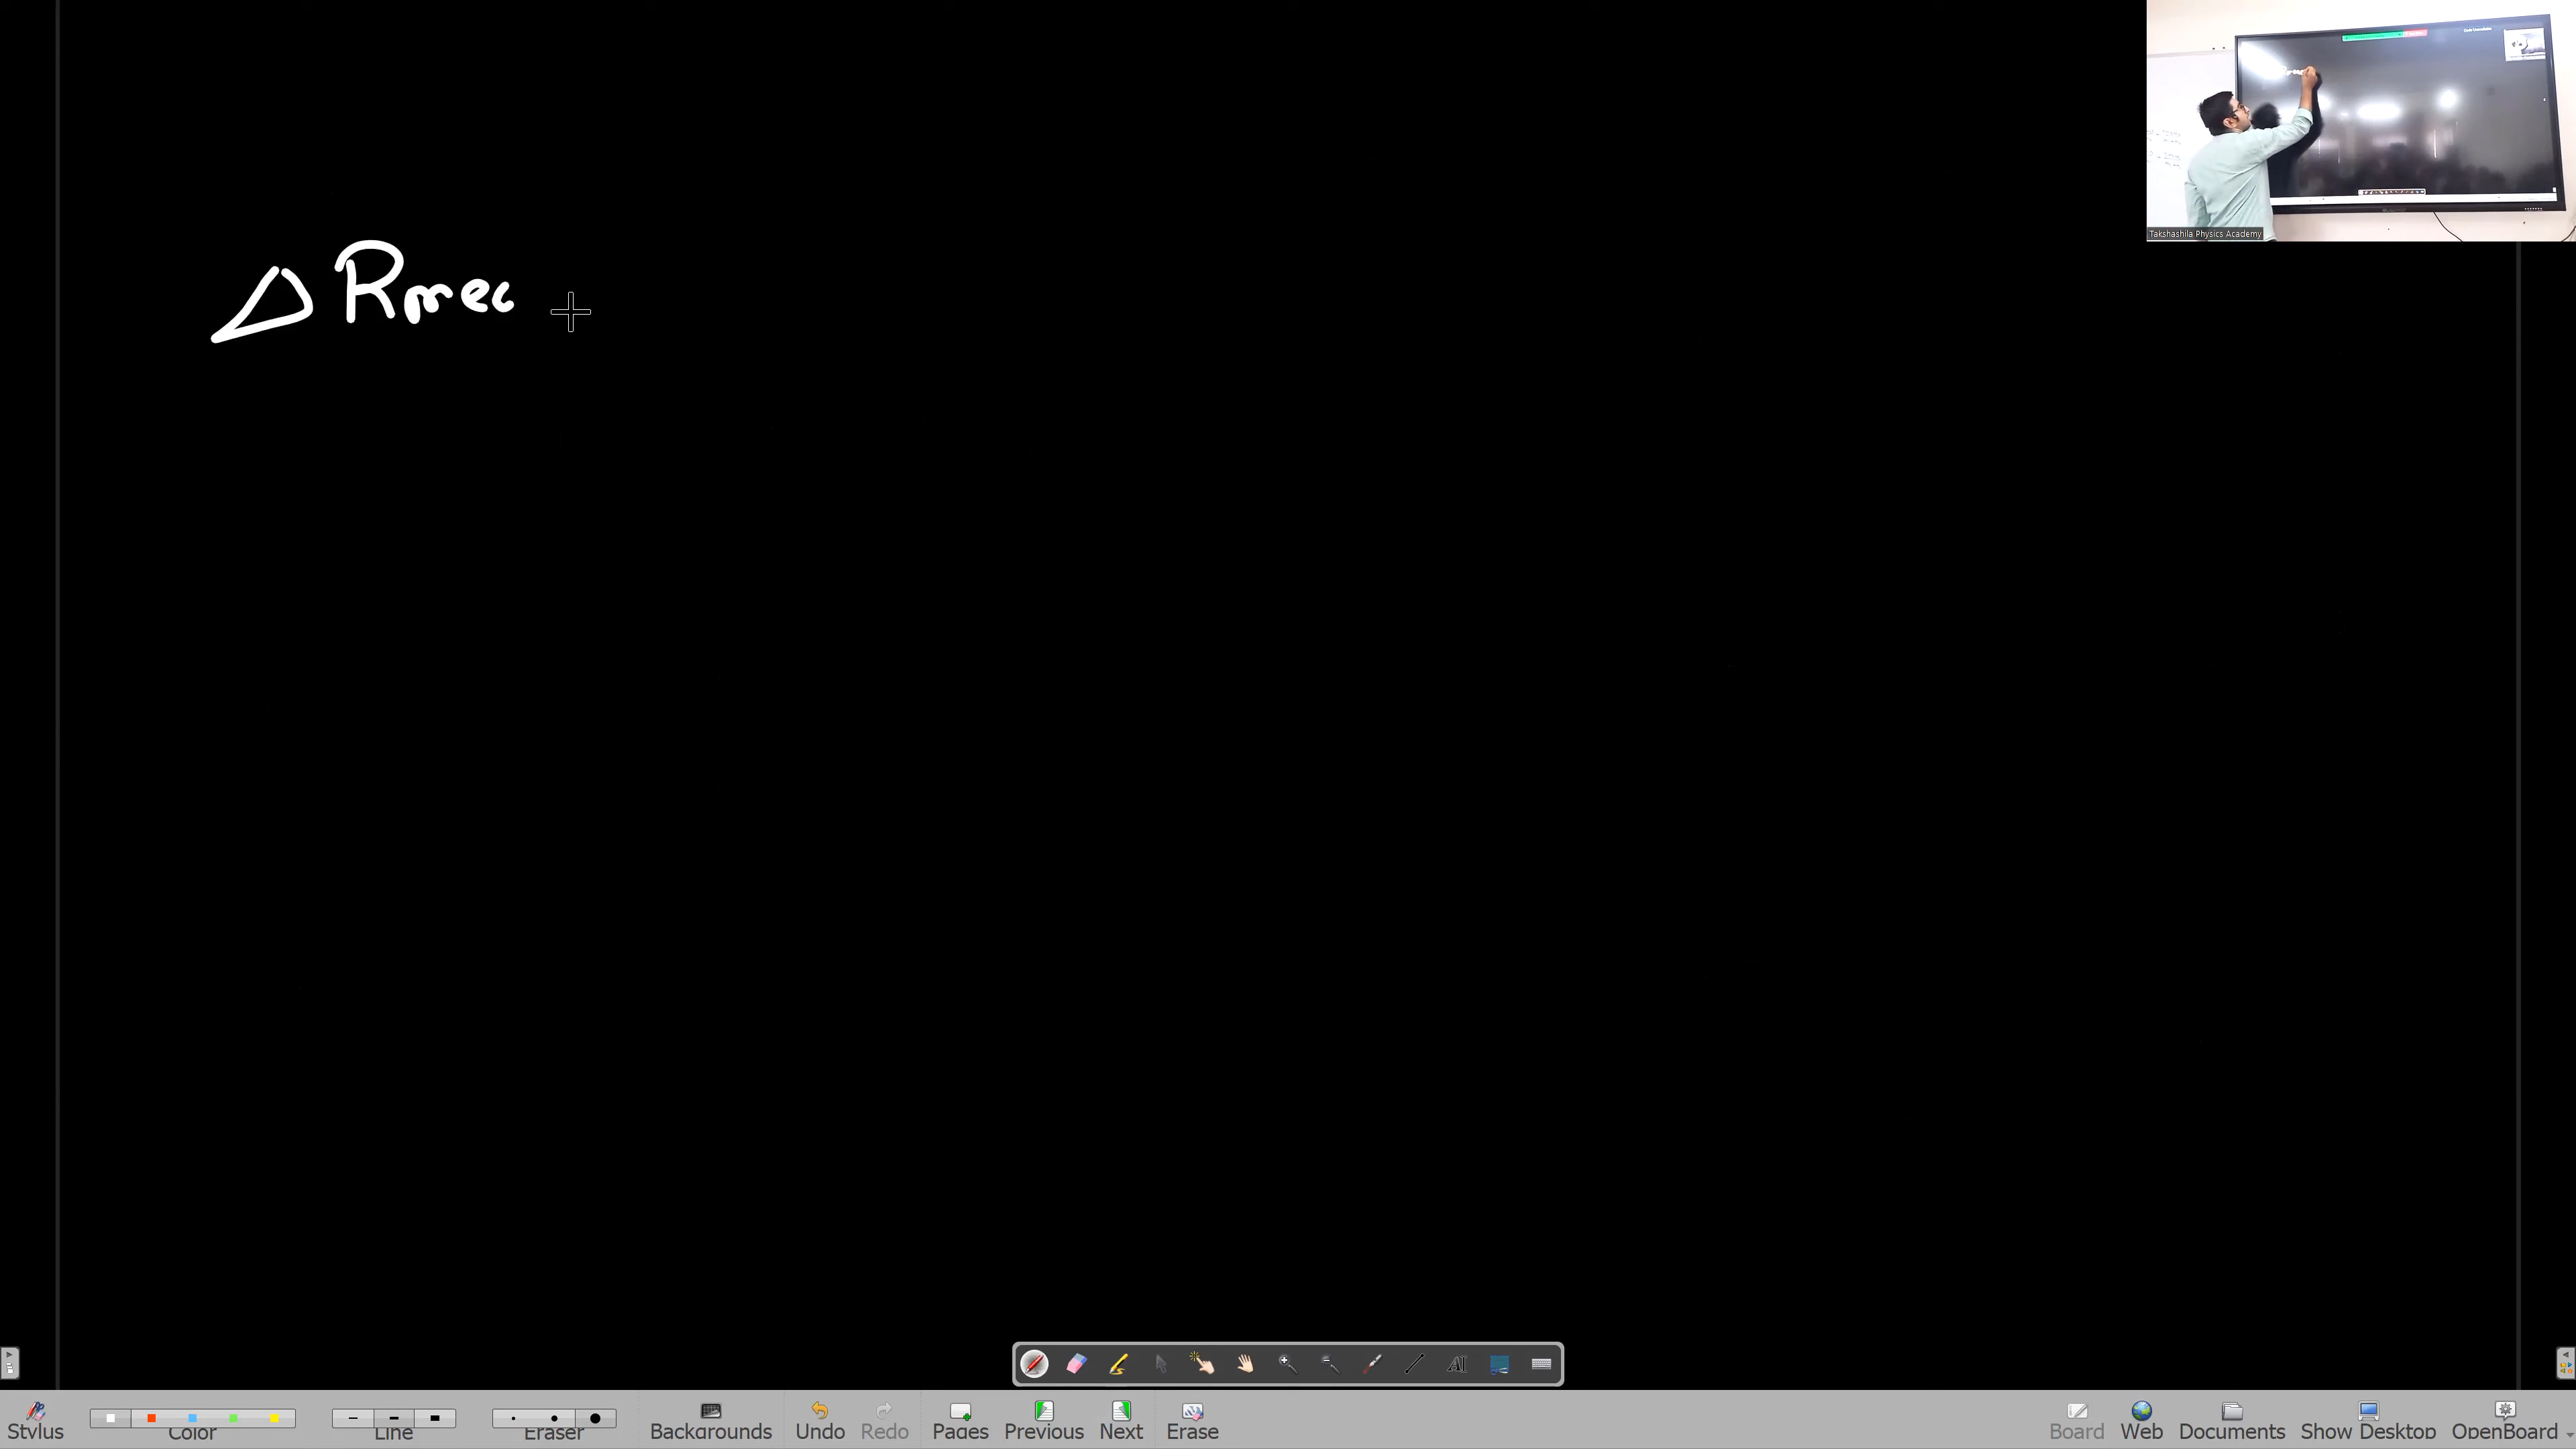 Takshashila Physics Academy
△ Rmea
Stylus
Color
Line
Eraser
Backgrounds
Undo
Redo
Pages
Previous
Next
Erase
Board
Web
Documents
Show Desktop
OpenBoard